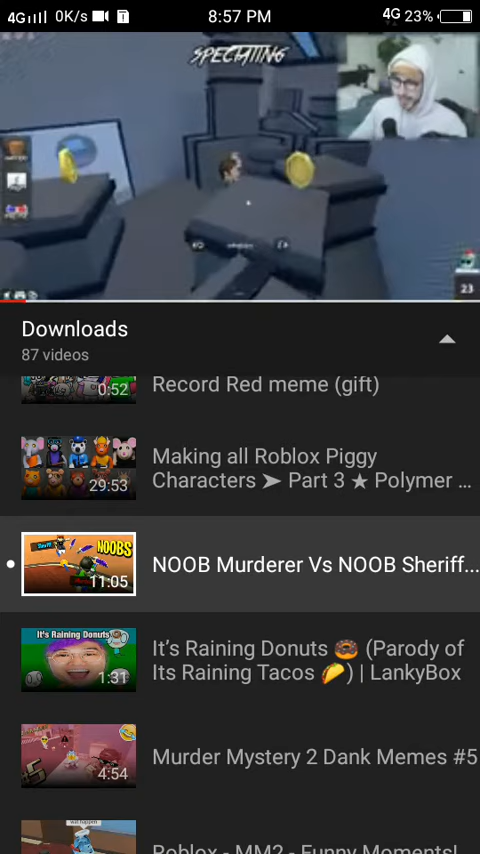 4G 0K/s 8:57 PM 4G 23%
SPECTATING
23
Downloads
87 videos
0:52
Record Red meme (gift)
29:53
Making all Roblox Piggy
Characters ➤ Part 3 ★ Polymer ...
NOOBS
11:05
NOOB Murderer Vs NOOB Sheriff...
It's Raining Donuts
1:31
It's Raining Donuts 🍩 (Parody of
Its Raining Tacos 🌮) | LankyBox
4:54
Murder Mystery 2 Dank Memes #5
Roblox - MM2 - Funny Moments!